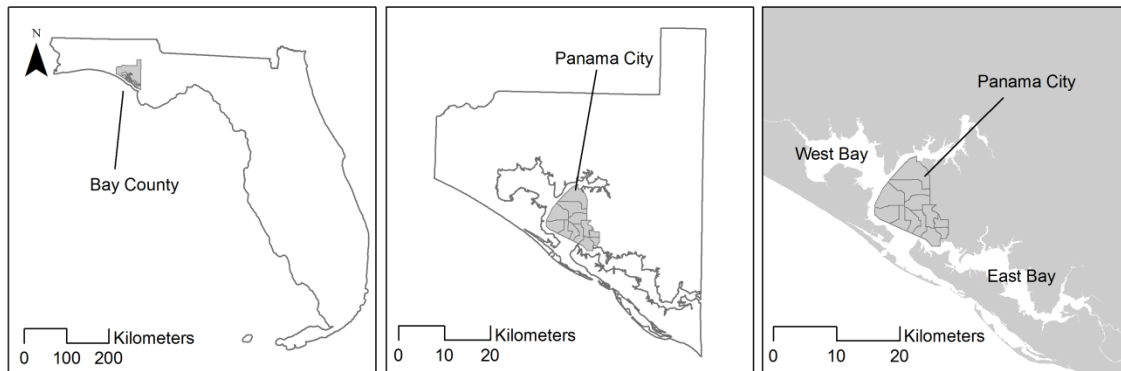 N
Bay County
Kilometers
0 100 200
Panama City
Kilometers
0 10 20
Panama City
West Bay
East Bay
Kilometers
0 10 20